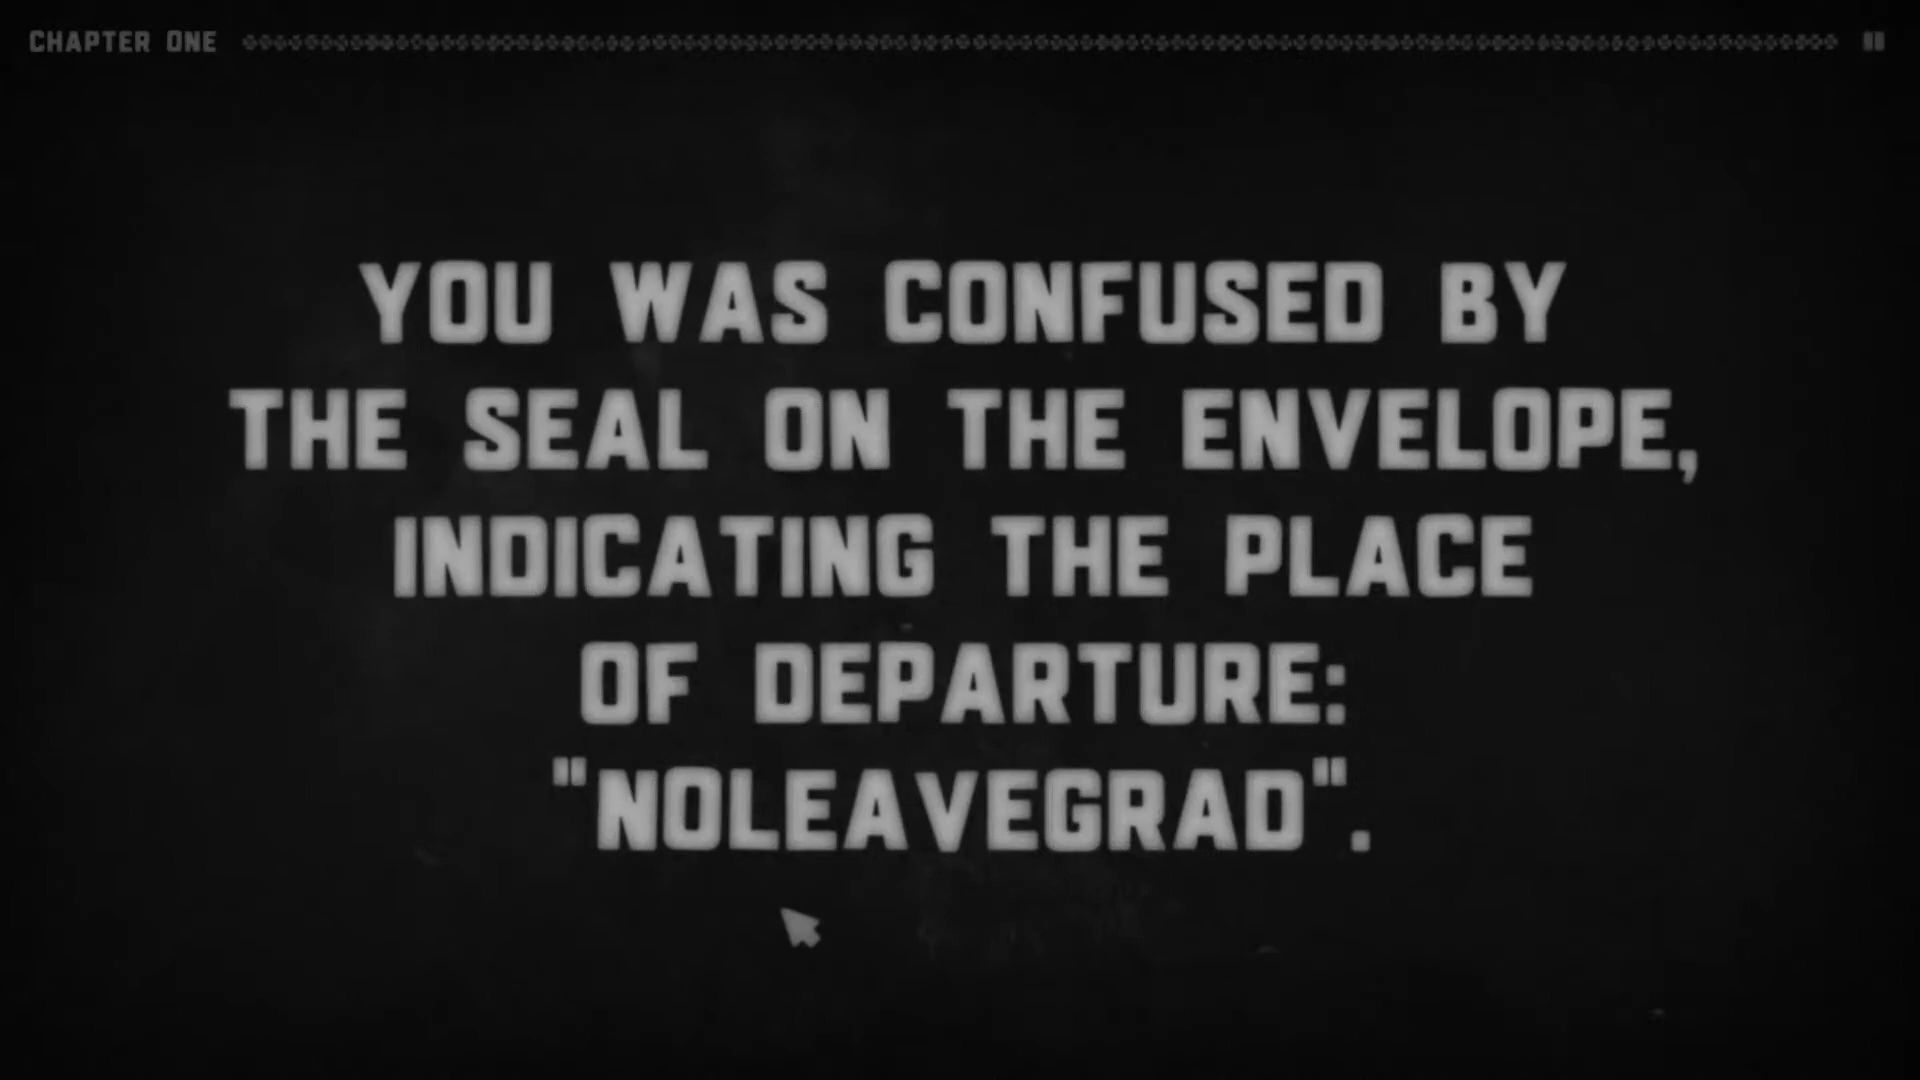 CHAPTER ONE
YOU WAS CONFUSED BY
THE SEAL ON THE ENVELOPE,
INDICATING THE PLACE
OF DEPARTURE:
"NOLEAVEGRAD".